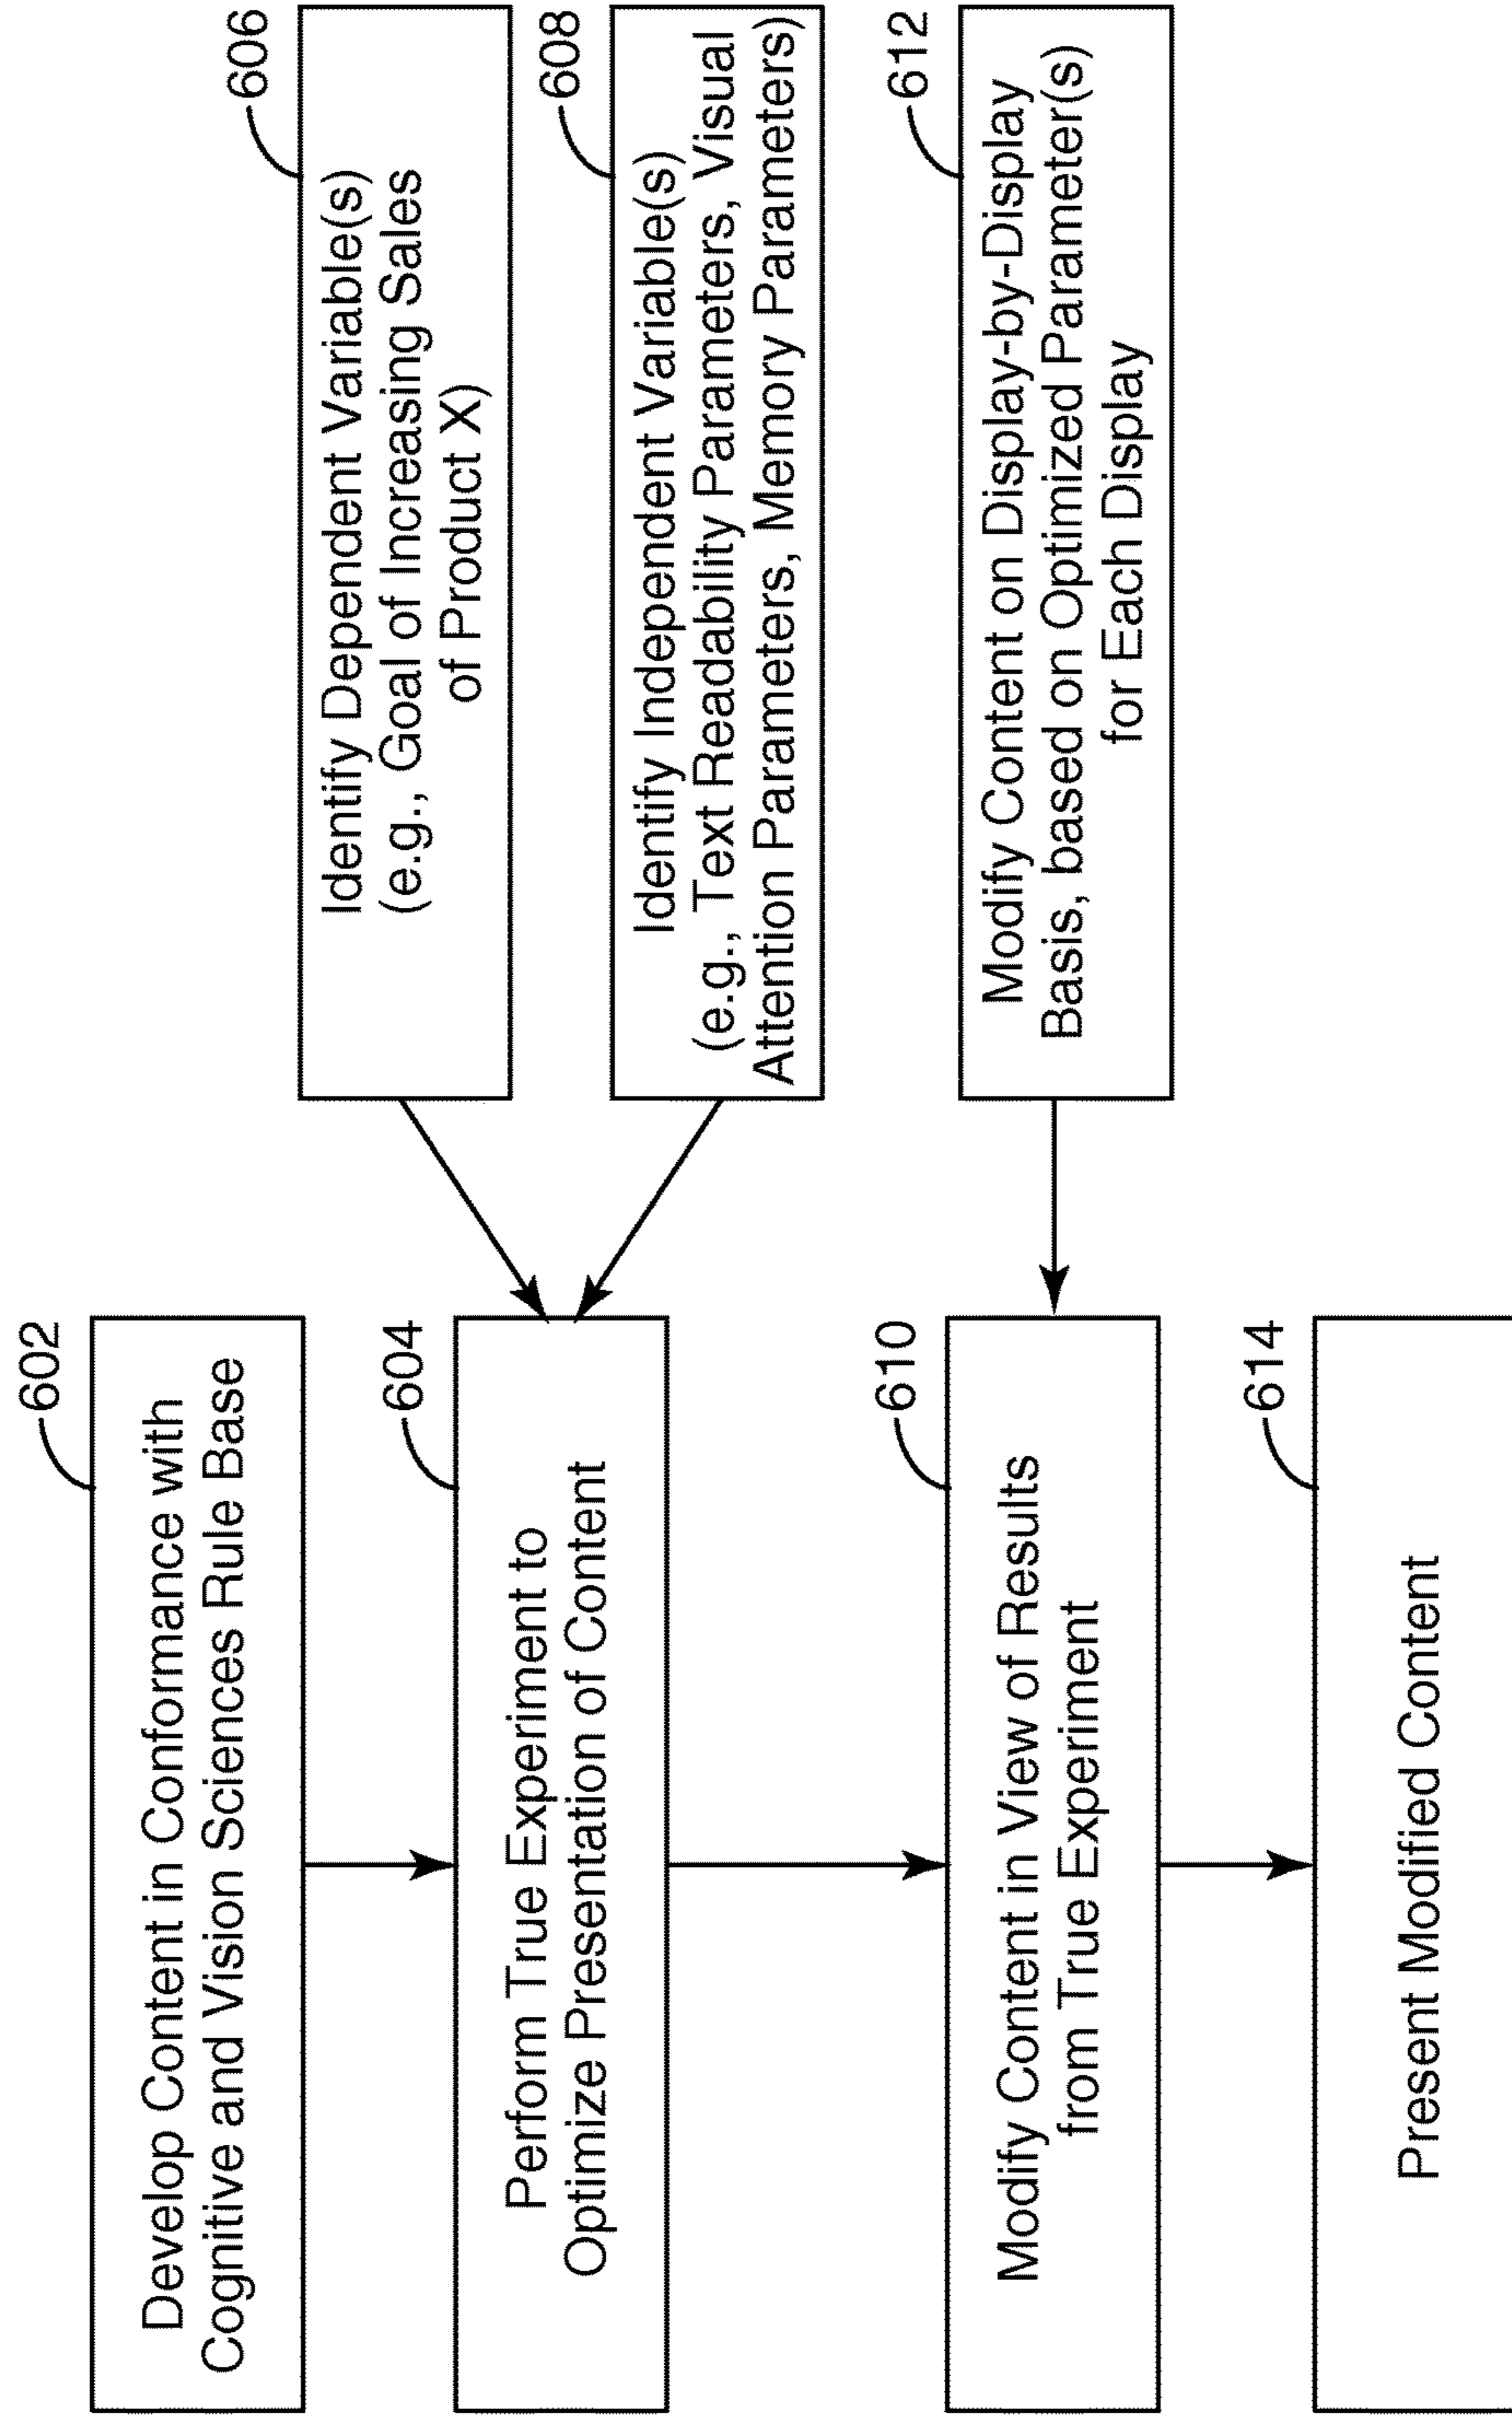 602
Develop Content in Conformance with
Cognitive and Vision Sciences Rule Base
604
Perform True Experiment to
Optimize Presentation of Content
606
Identify Dependent Variable(s)
(e.g., Goal of Increasing Sales
of Product X)
608
Identify Independent Variable(s)
(e.g., Text Readability Parameters, Visual
Attention Parameters, Memory Parameters)
610
Modify Content in View of Results
from True Experiment
612
Modify Content on Display-by-Display
Basis, based on Optimized Parameter(s)
for Each Display
614
Present Modified Content